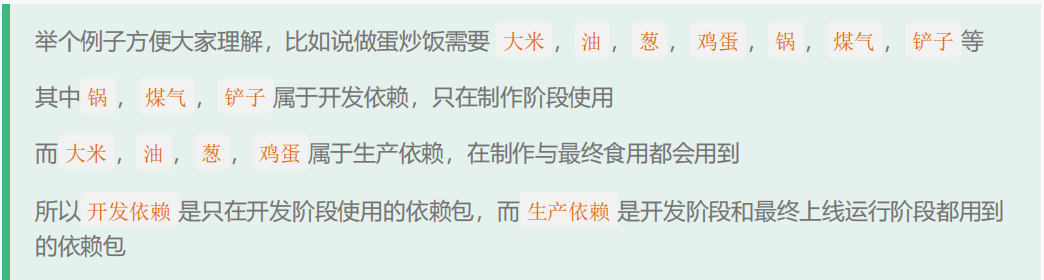 举个例子方便大家理解，比如说做蛋炒饭需要 大米 ， 油 ， 葱 ， 鸡蛋 ， 锅 ， 煤气 ， 铲子 等
其中 锅 ， 煤气 ， 铲子 属于开发依赖，只在制作阶段使用
而 大米 ， 油 ， 葱 ， 鸡蛋 属于生产依赖，在制作与最终食用都会用到
所以 开发依赖 是只在开发阶段使用的依赖包，而 生产依赖 是开发阶段和最终上线运行阶段都用到
的依赖包